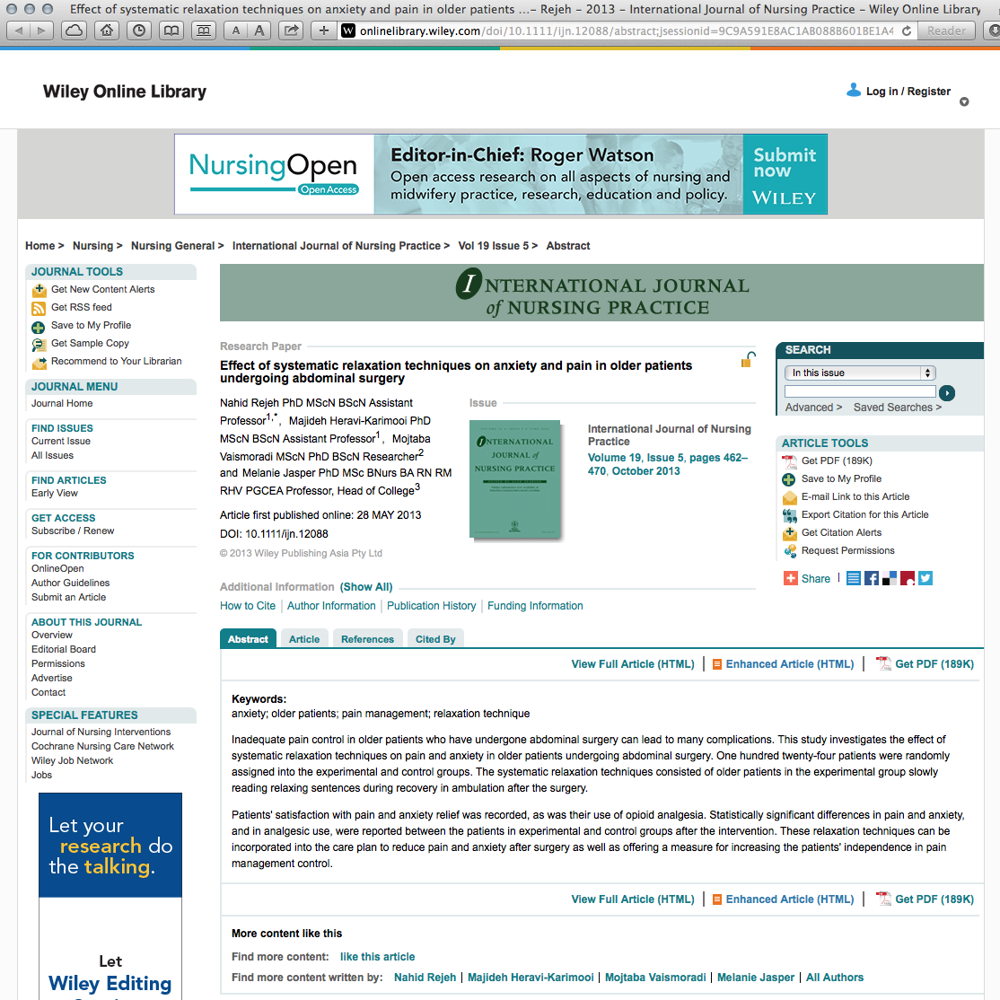 Effect of systematic relaxation techniques on anxiety and pain in older patients ...- Rejeh - 2013 - International Journal of Nursing Practice - Wiley Online Library
A A + W onlinelibrary.wiley.com/doi/10.1111/ijn.12088/abstract;jsessionid=9C9A591E8AC1AB088B601BE1A4 Reader
Wiley Online Library
Log in / Register
NursingOpen
Open Access
Editor-in-Chief: Roger Watson
Open access research on all aspects of nursing and
midwifery practice, research, education and policy.
Submit
now
WILEY
Home > Nursing > Nursing General > International Journal of Nursing Practice > Vol 19 Issue 5 > Abstract
JOURNAL TOOLS
Get New Content Alerts
Get RSS feed
Save to My Profile
Get Sample Copy
Recommend to Your Librarian
JOURNAL MENU
Journal Home
FIND ISSUES
Current Issue
All Issues
FIND ARTICLES
Early View
GET ACCESS
Subscribe / Renew
FOR CONTRIBUTORS
OnlineOpen
Author Guidelines
Submit an Article
ABOUT THIS JOURNAL
Overview
Editorial Board
Permissions
Advertise
Contact
SPECIAL FEATURES
Journal of Nursing Interventions
Cochrane Nursing Care Network
Wiley Job Network
Jobs
Let your
research do
the talking.
Let
Wiley Editing
INTERNATIONAL JOURNAL
of NURSING PRACTICE
Research Paper
Effect of systematic relaxation techniques on anxiety and pain in older patients
undergoing abdominal surgery
Nahid Rejeh PhD MScN BScN Assistant
Professor1,*, Majideh Heravi-Karimooi PhD
MScN BScN Assistant Professor1, Mojtaba
Vaismoradi MScN PhD BScN Researcher2
and Melanie Jasper PhD MSc BNurs BA RN RM
RHV PGCEA Professor, Head of College3
Article first published online: 28 MAY 2013
DOI: 10.1111/ijn.12088
© 2013 Wiley Publishing Asia Pty Ltd
Issue
INTERNATIONAL
JOURNAL of
NURSING PRACTICE
International Journal of Nursing
Practice
Volume 19, Issue 5, pages 462–
470, October 2013
Additional Information (Show All)
How to Cite | Author Information | Publication History | Funding Information
Abstract Article References Cited By
View Full Article (HTML) | Enhanced Article (HTML) | Get PDF (189K)
Keywords:
anxiety; older patients; pain management; relaxation technique
Inadequate pain control in older patients who have undergone abdominal surgery can lead to many complications. This study investigates the effect of
systematic relaxation techniques on pain and anxiety in older patients undergoing abdominal surgery. One hundred twenty-four patients were randomly
assigned into the experimental and control groups. The systematic relaxation techniques consisted of older patients in the experimental group slowly
reading relaxing sentences during recovery in ambulation after the surgery.
Patients' satisfaction with pain and anxiety relief was recorded, as was their use of opioid analgesia. Statistically significant differences in pain and anxiety,
and in analgesic use, were reported between the patients in experimental and control groups after the intervention. These relaxation techniques can be
incorporated into the care plan to reduce pain and anxiety after surgery as well as offering a measure for increasing the patients' independence in pain
management control.
View Full Article (HTML) | Enhanced Article (HTML) | Get PDF (189K)
More content like this
Find more content: like this article
Find more content written by: Nahid Rejeh | Majideh Heravi-Karimooi | Mojtaba Vaismoradi | Melanie Jasper | All Authors
SEARCH
In this issue
Advanced > Saved Searches >
ARTICLE TOOLS
Get PDF (189K)
Save to My Profile
E-mail Link to this Article
Export Citation for this Article
Get Citation Alerts
Request Permissions
Share |